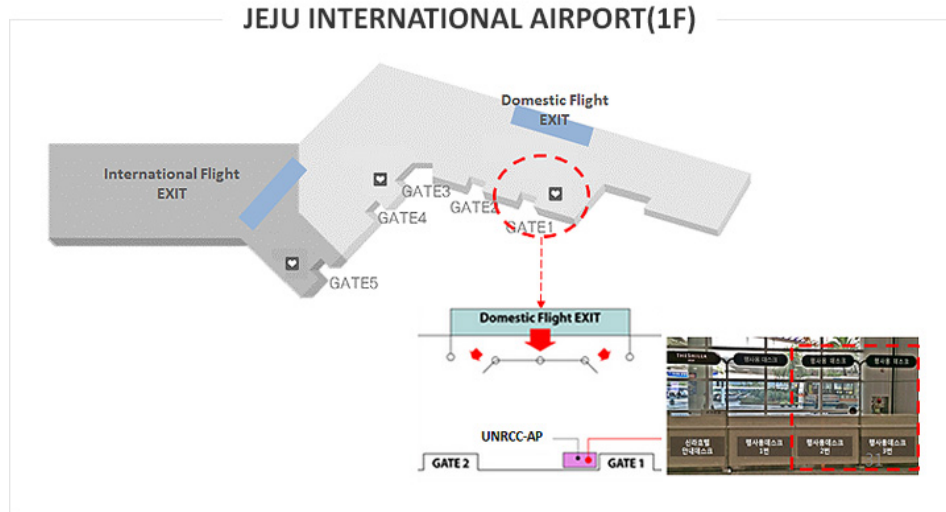 JEJU INTERNATIONAL AIRPORT(1F)
Domestic Flight
EXIT
International Flight
EXIT
GATE3
GATE2
GATE4
GATE1
GATE5
Domestic Flight EXIT
UNRCC-AP
GATE 2
GATE 1
THE SHILLA
행사용 데스크
행사용 데스크
행사용 데스크
신라호텔
안내데스크
행사용데스크
1번
행사용데스크
2번
행사용데스크
3번
31